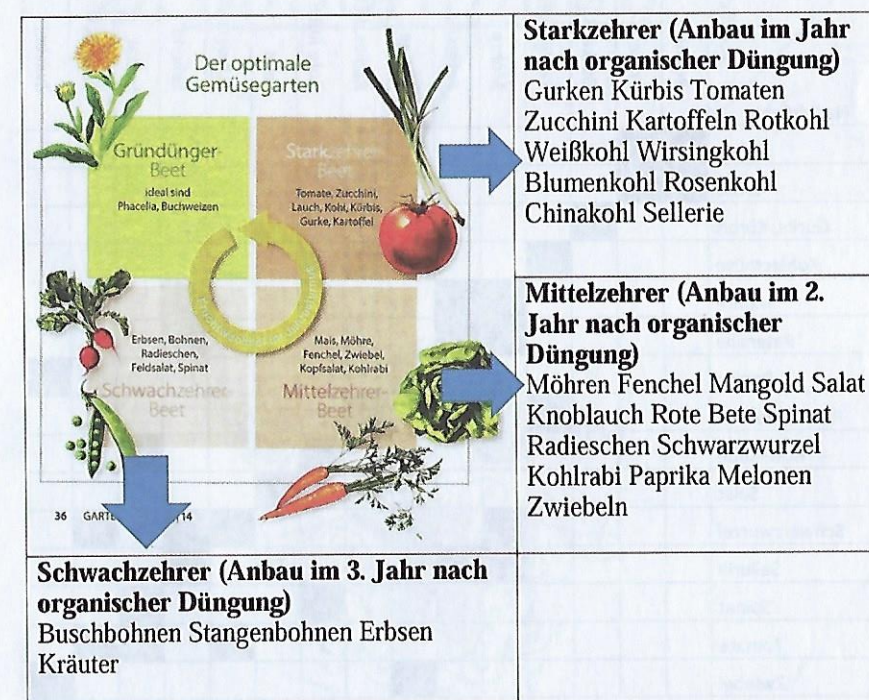 Der optimale
Gemüsegarten
Gründünger-
Beet
ideal sind
Phacelia, Buchweizen
Starkzehrer-
Beet
Tomate, Zucchini,
Lauch, Kohl, Kürbis,
Gurke, Kartoffel
Erbsen, Bohnen,
Radieschen,
Feldsalat, Spinat
Schwachzehrer-
Beet
Mais, Möhre,
Fenchel, Zwiebel,
Kopfsalat, Kohlrabi
Mittelzehrer-
Beet
36 GARTE 14
Starkzehrer (Anbau im Jahr
nach organischer Düngung)
Gurken Kürbis Tomaten
Zucchini Kartoffeln Rotkohl
Weißkohl Wirsingkohl
Blumenkohl Rosenkohl
Chinakohl Sellerie
Mittelzehrer (Anbau im 2.
Jahr nach organischer
Düngung)
Möhren Fenchel Mangold Salat
Knoblauch Rote Bete Spinat
Radieschen Schwarzwurzel
Kohlrabi Paprika Melonen
Zwiebeln
Schwachzehrer (Anbau im 3. Jahr nach
organischer Düngung)
Buschbohnen Stangenbohnen Erbsen
Kräuter